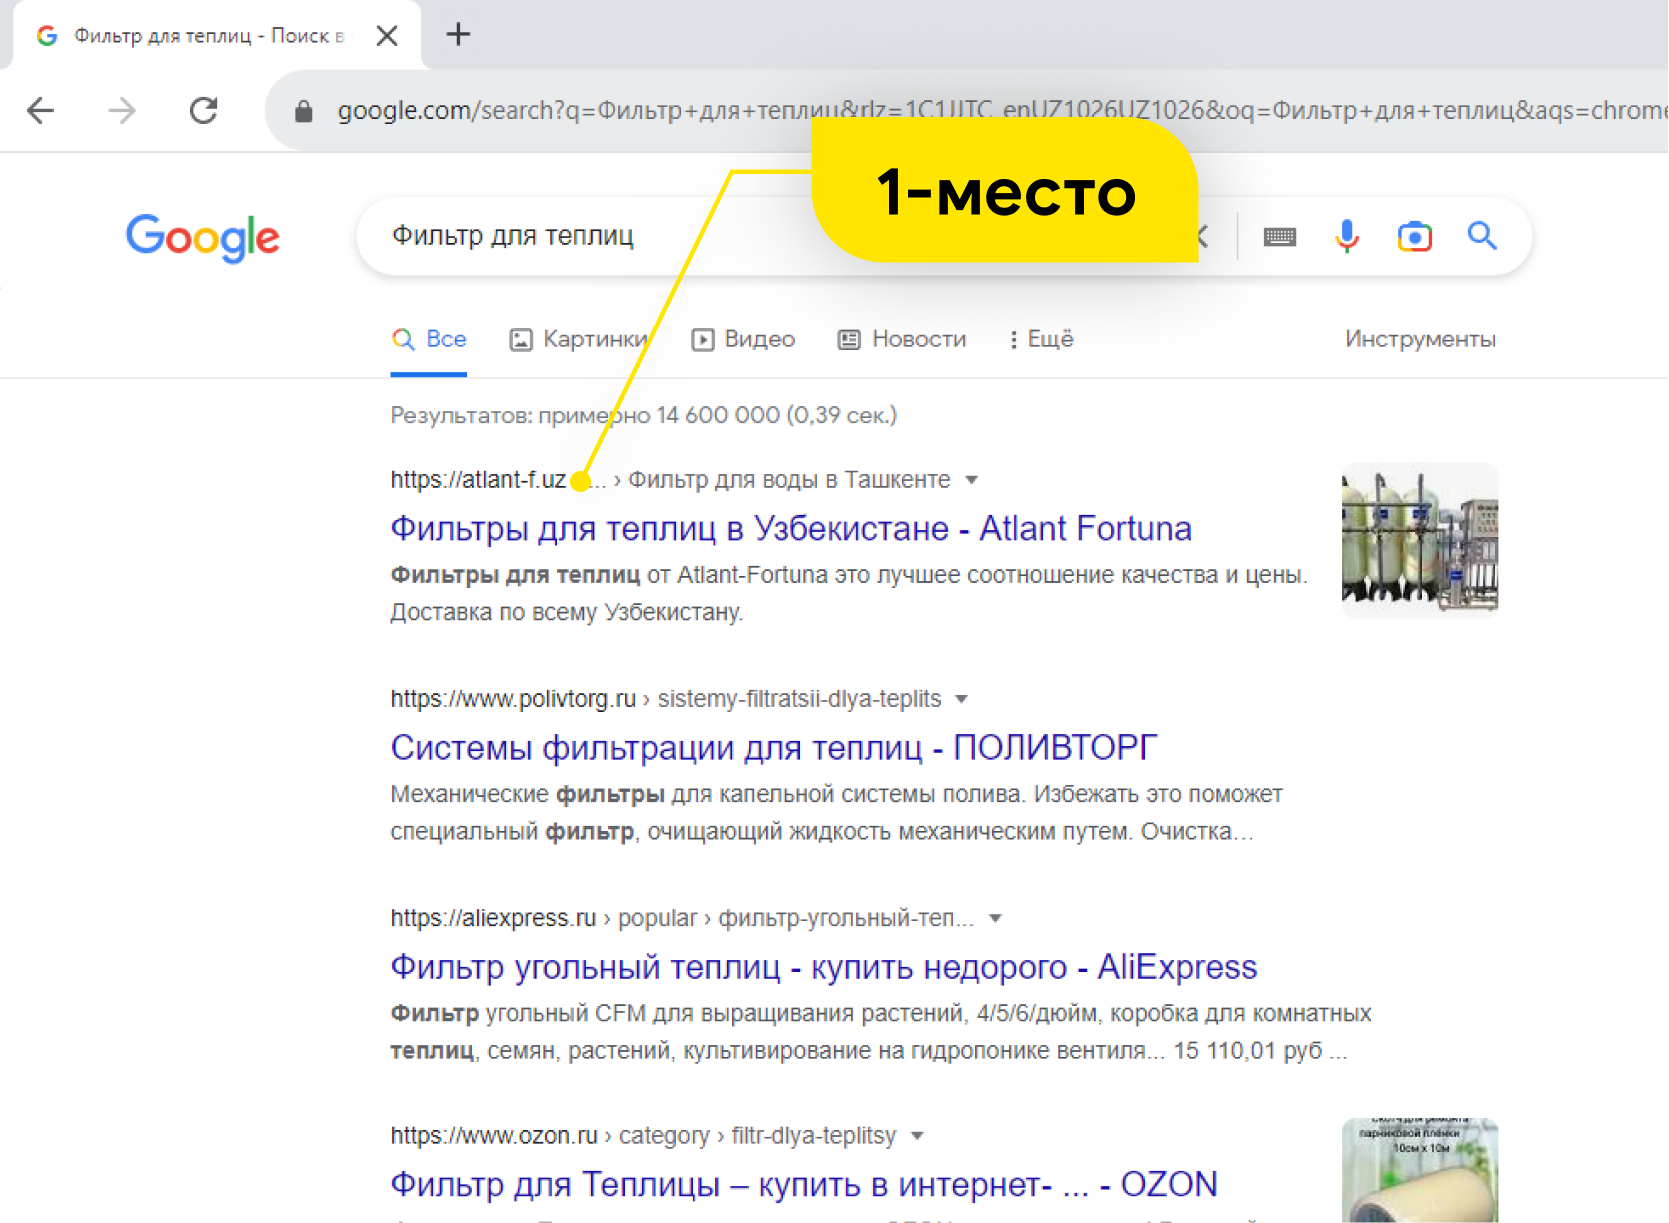 Фильтр для теплиц - Поиск в
google.com/search?q=Фильтр+для+теплиц&rlz=1C1JJTC_enUZ1026UZ1026&oq=Фильтр+для+теплиц&aqs=chrome
1-место
Google
Фильтр для теплиц
Все Картинки Видео Новости Ещё Инструменты
Результатов: примерно 14 600 000 (0,39 сек.)
https://atlant-f.uz ... › Фильтр для воды в Ташкенте
Фильтры для теплиц в Узбекистане - Atlant Fortuna
Фильтры для теплиц от Atlant-Fortuna это лучшее соотношение качества и цены.
Доставка по всему Узбекистану.
https://www.polivtorg.ru › sistemy-filtratsii-dlya-teplits
Системы фильтрации для теплиц - ПОЛИВТОРГ
Механические фильтры для капельной системы полива. Избежать это поможет
специальный фильтр, очищающий жидкость механическим путем. Очистка...
https://aliexpress.ru › popular › фильтр-угольный-теп...
Фильтр угольный теплиц - купить недорого - AliExpress
Фильтр угольный CFM для выращивания растений, 4/5/6/дюйм, коробка для комнатных
теплиц, семян, растений, культивирование на гидропонике вентиля... 15 110,01 руб ...
https://www.ozon.ru › category › filtr-dlya-teplitsy
Фильтр для Теплицы – купить в интернет- ... - OZON
парниковой плёнки
10см x 10м